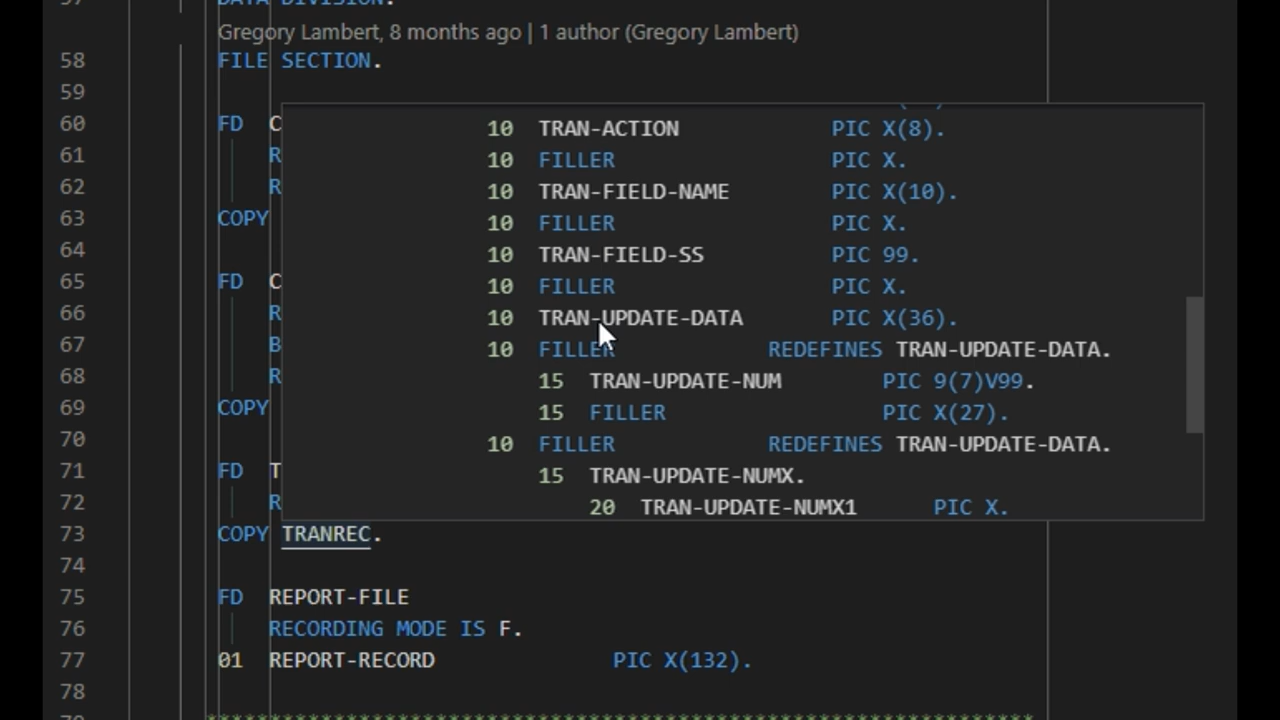 57 DATA DIVISION.
Gregory Lambert, 8 months ago | 1 author (Gregory Lambert)
58 FILE SECTION.
59
60 FD C
10 TRAN-ACTION PIC X(8).
61 R
10 FILLER PIC X.
62 R
10 TRAN-FIELD-NAME PIC X(10).
63 COPY
10 FILLER PIC X.
64
10 TRAN-FIELD-SS PIC 99.
65 FD C
10 FILLER PIC X.
66 R
10 TRAN-UPDATE-DATA PIC X(36).
67 B
10 FILLER REDEFINES TRAN-UPDATE-DATA.
68 R
15 TRAN-UPDATE-NUM PIC 9(7)V99.
69 COPY
15 FILLER PIC X(27).
70
10 FILLER REDEFINES TRAN-UPDATE-DATA.
71 FD T
15 TRAN-UPDATE-NUMX.
72 R
20 TRAN-UPDATE-NUMX1 PIC X.
73 COPY TRANREC.
74
75 FD REPORT-FILE
76 RECORDING MODE IS F.
77 01 REPORT-RECORD PIC X(132).
78